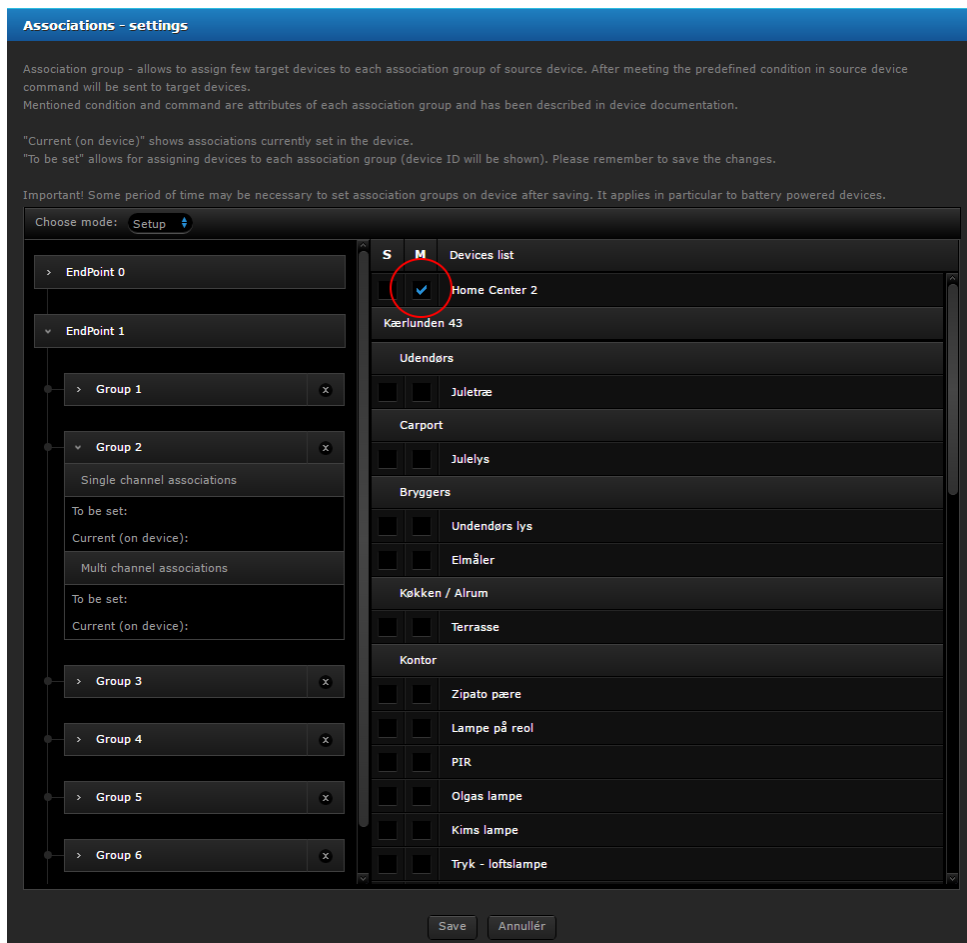 Associations - settings
Association group - allows to assign few target devices to each association group of source device. After meeting the predefined condition in source device
command will be sent to target devices.
Mentioned condition and command are attributes of each association group and has been described in device documentation.
"Current (on device)" shows associations currently set in the device.
"To be set" allows for assigning devices to each association group (device ID will be shown). Please remember to save the changes.
Important! Some period of time may be necessary to set association groups on device after saving. It applies in particular to battery powered devices.
Choose mode: Setup
EndPoint 0
EndPoint 1
Group 1 x
Group 2 x
Single channel associations
To be set:
Current (on device):
Multi channel associations
To be set:
Current (on device):
Group 3 x
Group 4 x
Group 5 x
Group 6 x
S M Devices list
Home Center 2
Kærlunden 43
Udendørs
Juletræ
Carport
Julelys
Bryggers
Undendørs lys
Elmåler
Køkken / Alrum
Terrasse
Kontor
Zipato pære
Lampe på reol
PIR
Olgas lampe
Kims lampe
Tryk - loftslampe
Save Annullér